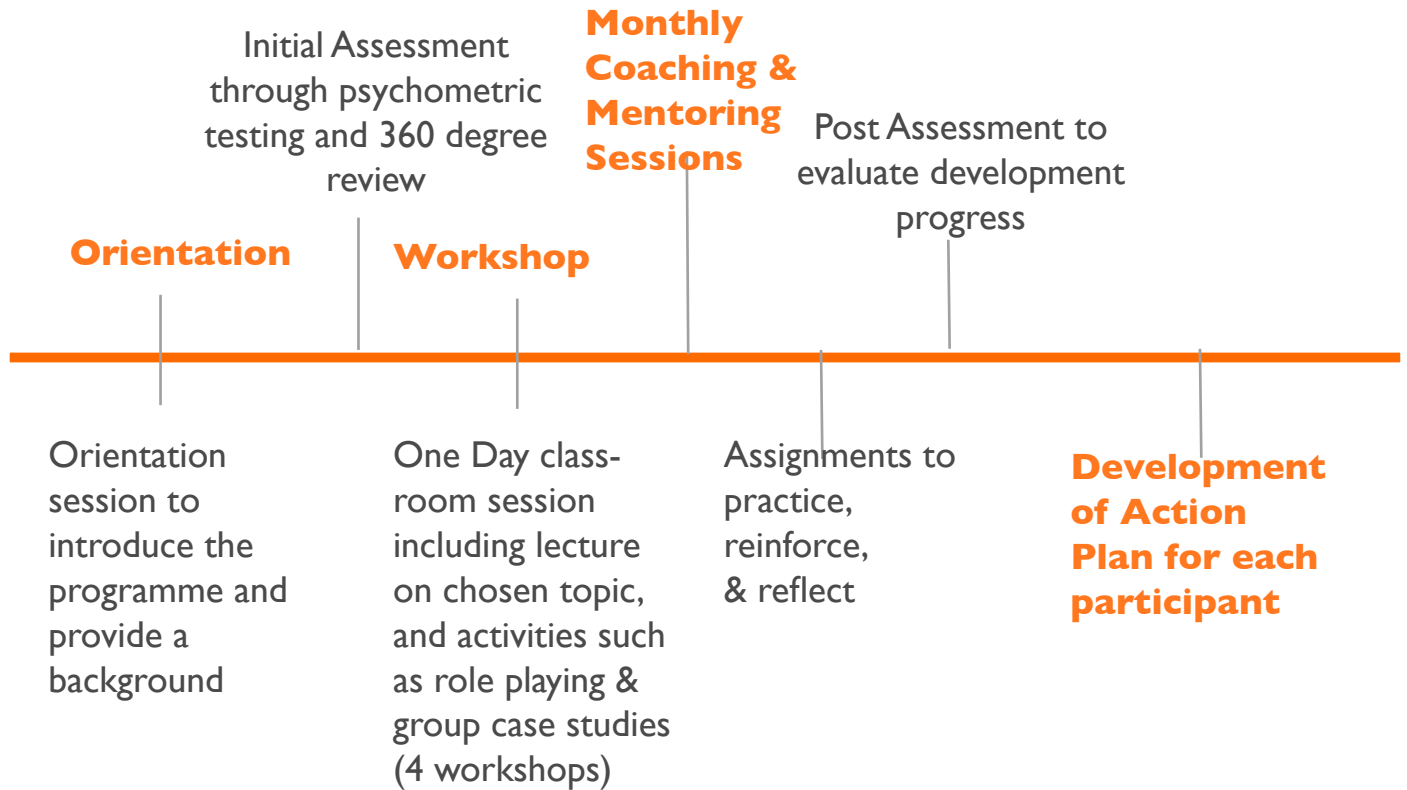 Orientation
Orientation
session to
introduce the
programme and
provide a
background
Initial Assessment
through psychometric
testing and 360 degree
review
Workshop
One Day class-
room session
including lecture
on chosen topic,
and activities such
as role playing &
group case studies
(4 workshops)
Monthly
Coaching &
Mentoring
Sessions
Assignments to
practice,
reinforce,
& reflect
Post Assessment to
evaluate development
progress
Development
of Action
Plan for each
participant